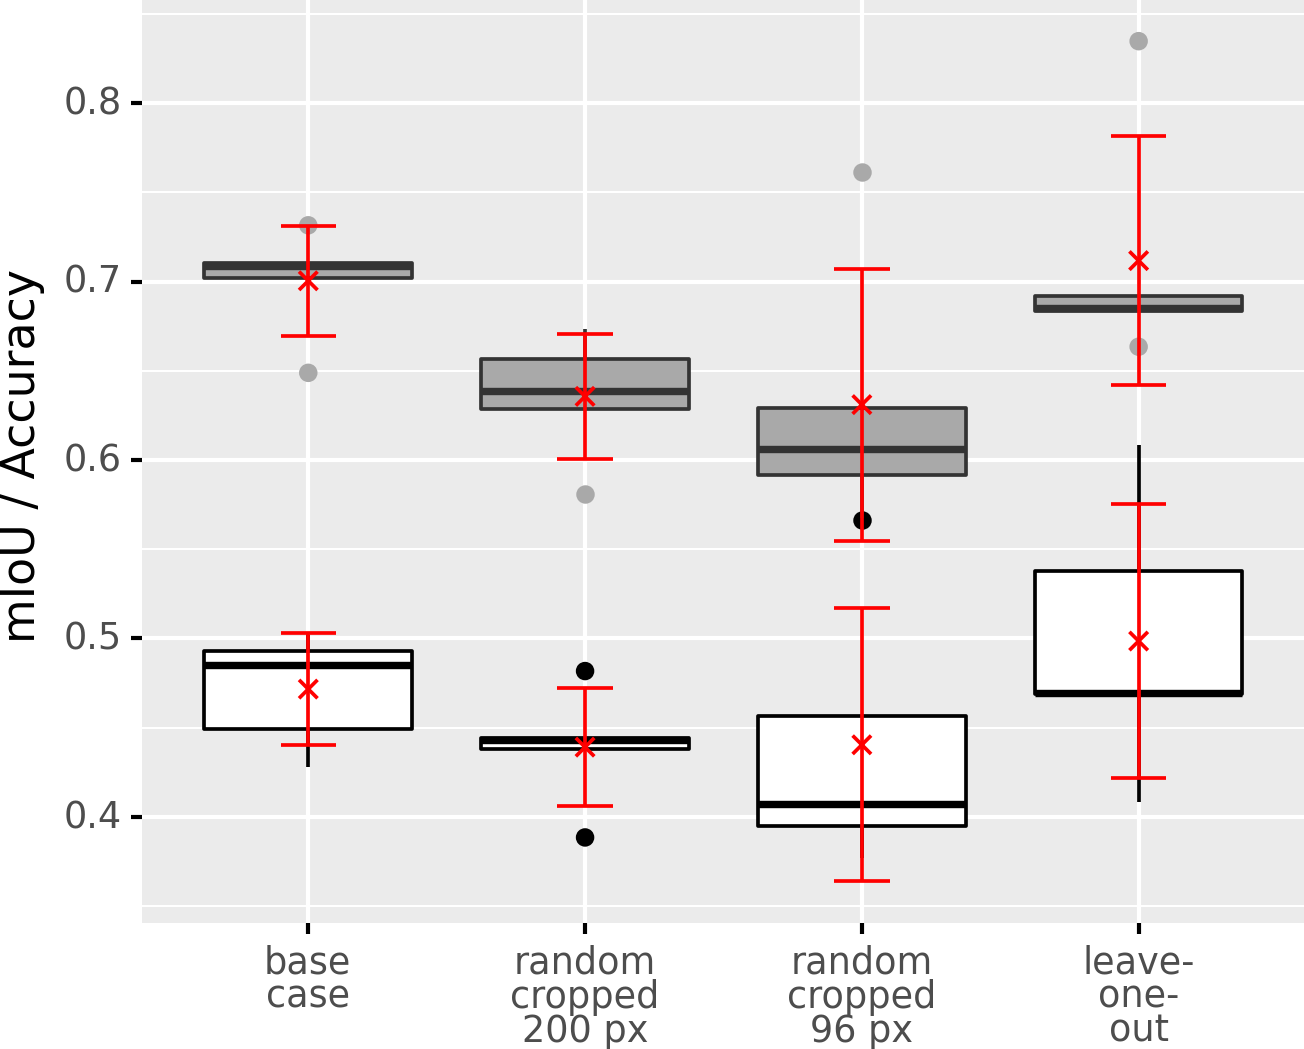 mIoU / Accuracy
0.8
0.7
0.6
0.5
0.4
base
case
random
cropped
200 px
random
cropped
96 px
leave-
one-
out